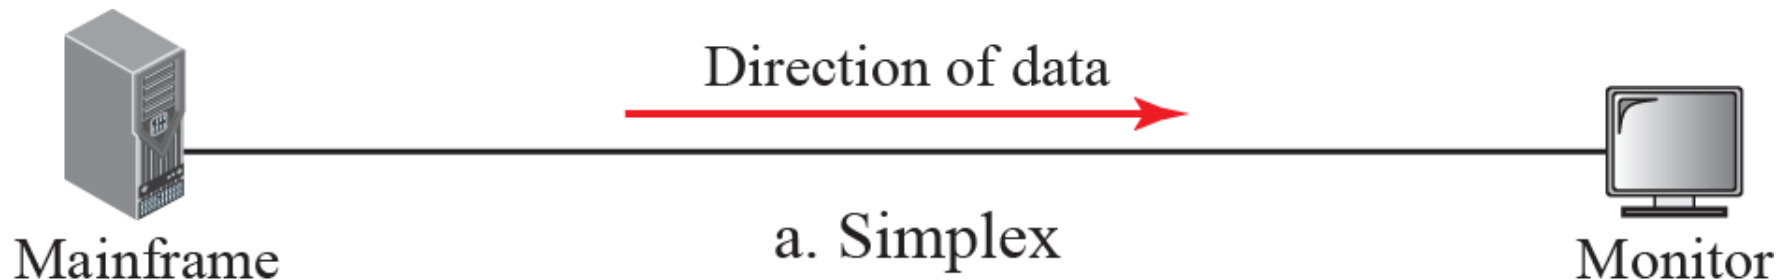 Direction of data
a. Simplex
Mainframe
Monitor